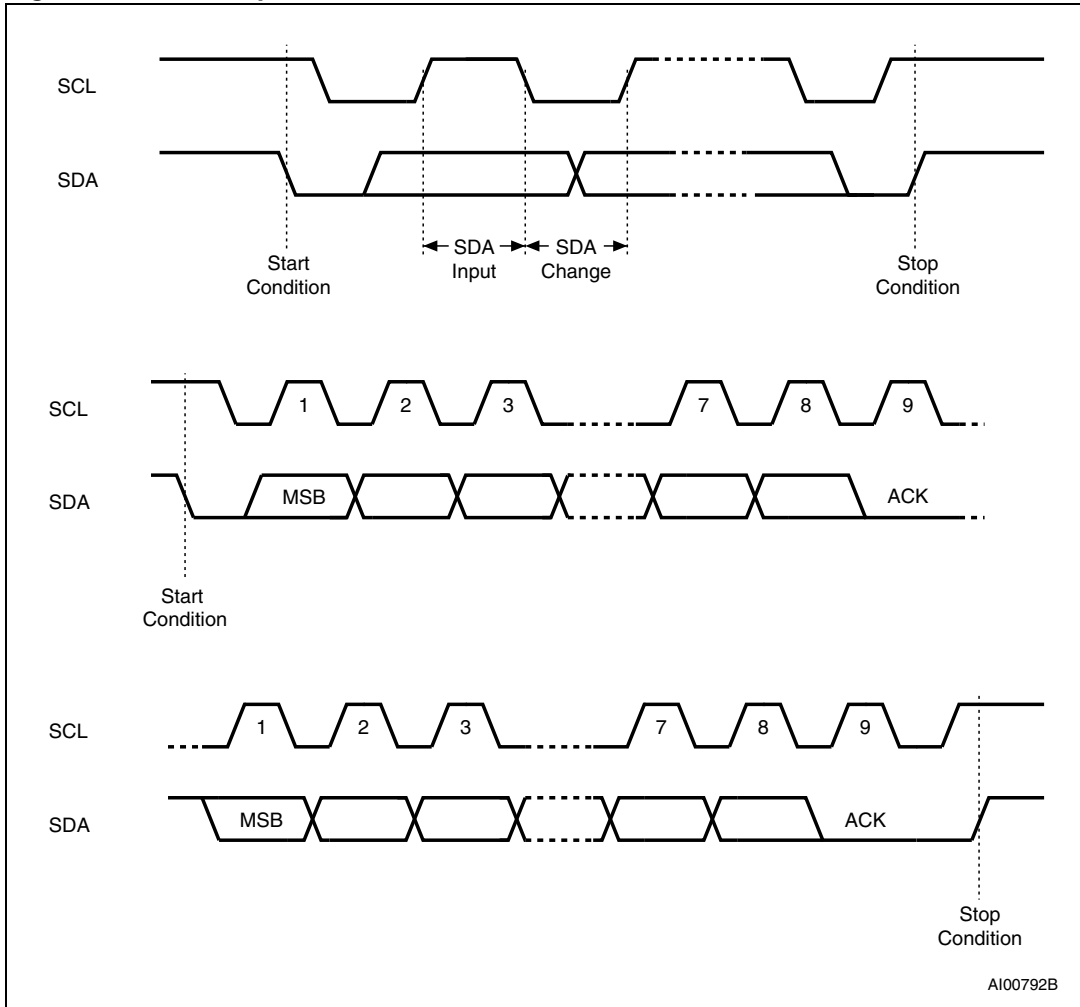 SCL
SDA
SDA
Input
SDA
Change
Start
Condition
Stop
Condition
SCL
1 2 3 7 8 9
SDA
MSB
ACK
Start
Condition
SCL
1 2 3 7 8 9
SDA
MSB
ACK
Stop
Condition
AI00792B